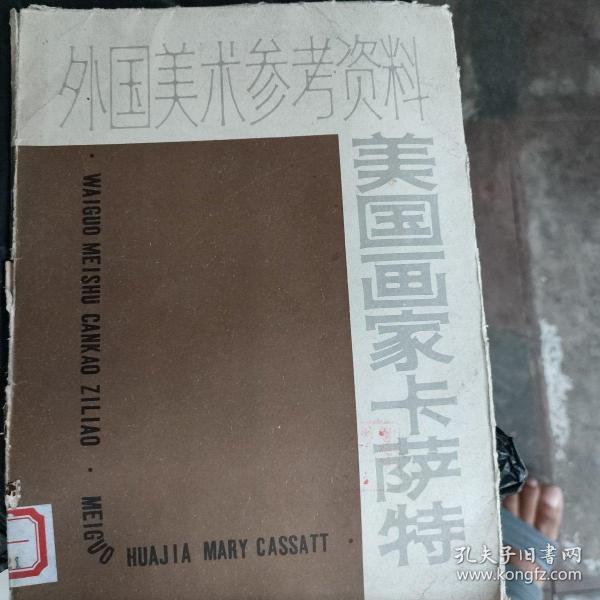 外国美术参考资料
美国画家卡萨特
· WAIGUO MEISHU CANKAO ZILIAO · MEIGUO HUAJIA MARY CASSATT ·
孔夫子旧书网
www.kongfz.com